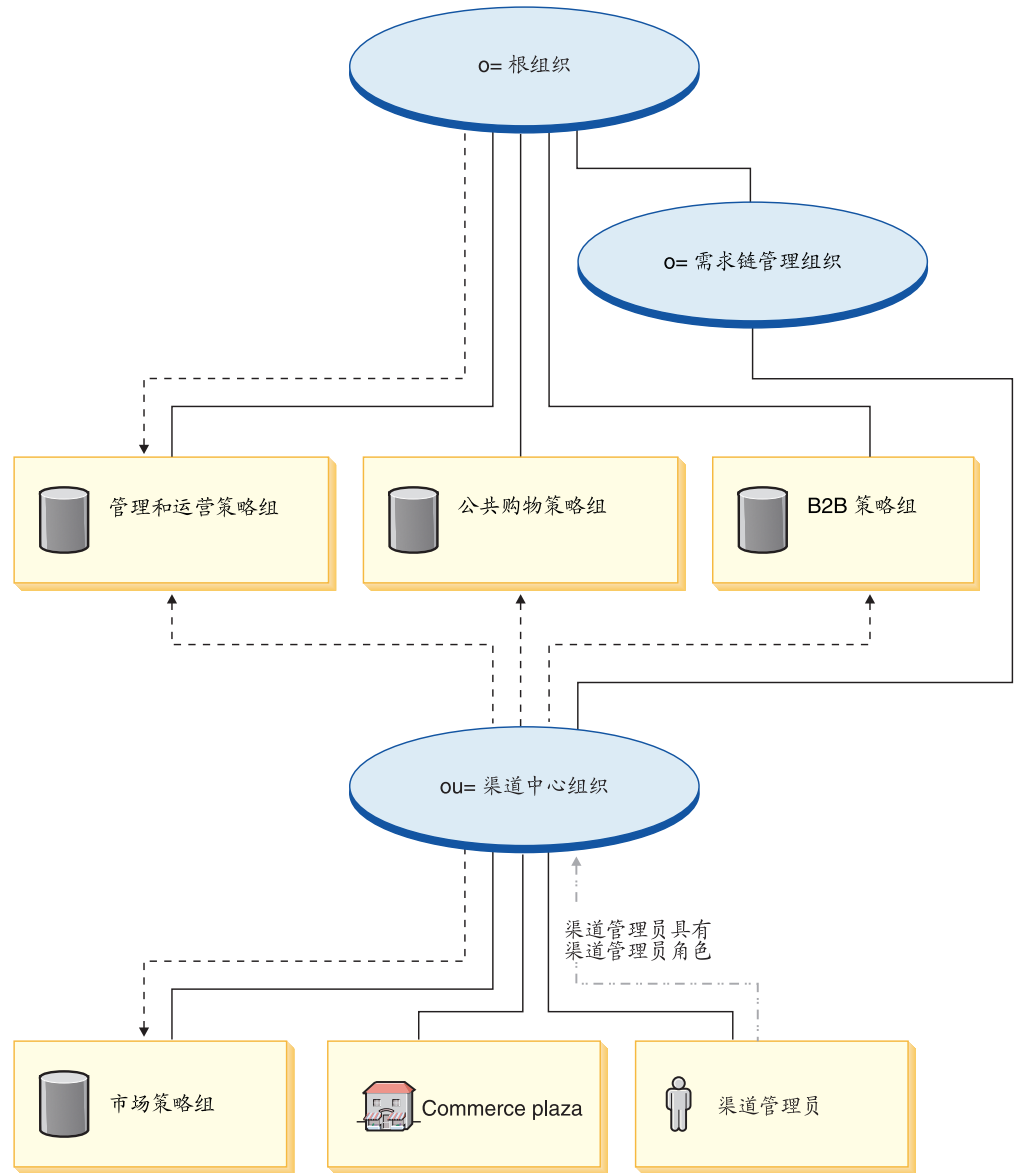 o= 根组织
o= 需求链管理组织
管理和运营策略组
公共购物策略组
B2B 策略组
ou= 渠道中心组织
渠道管理员具有
渠道管理员角色
市场策略组
Commerce plaza
渠道管理员